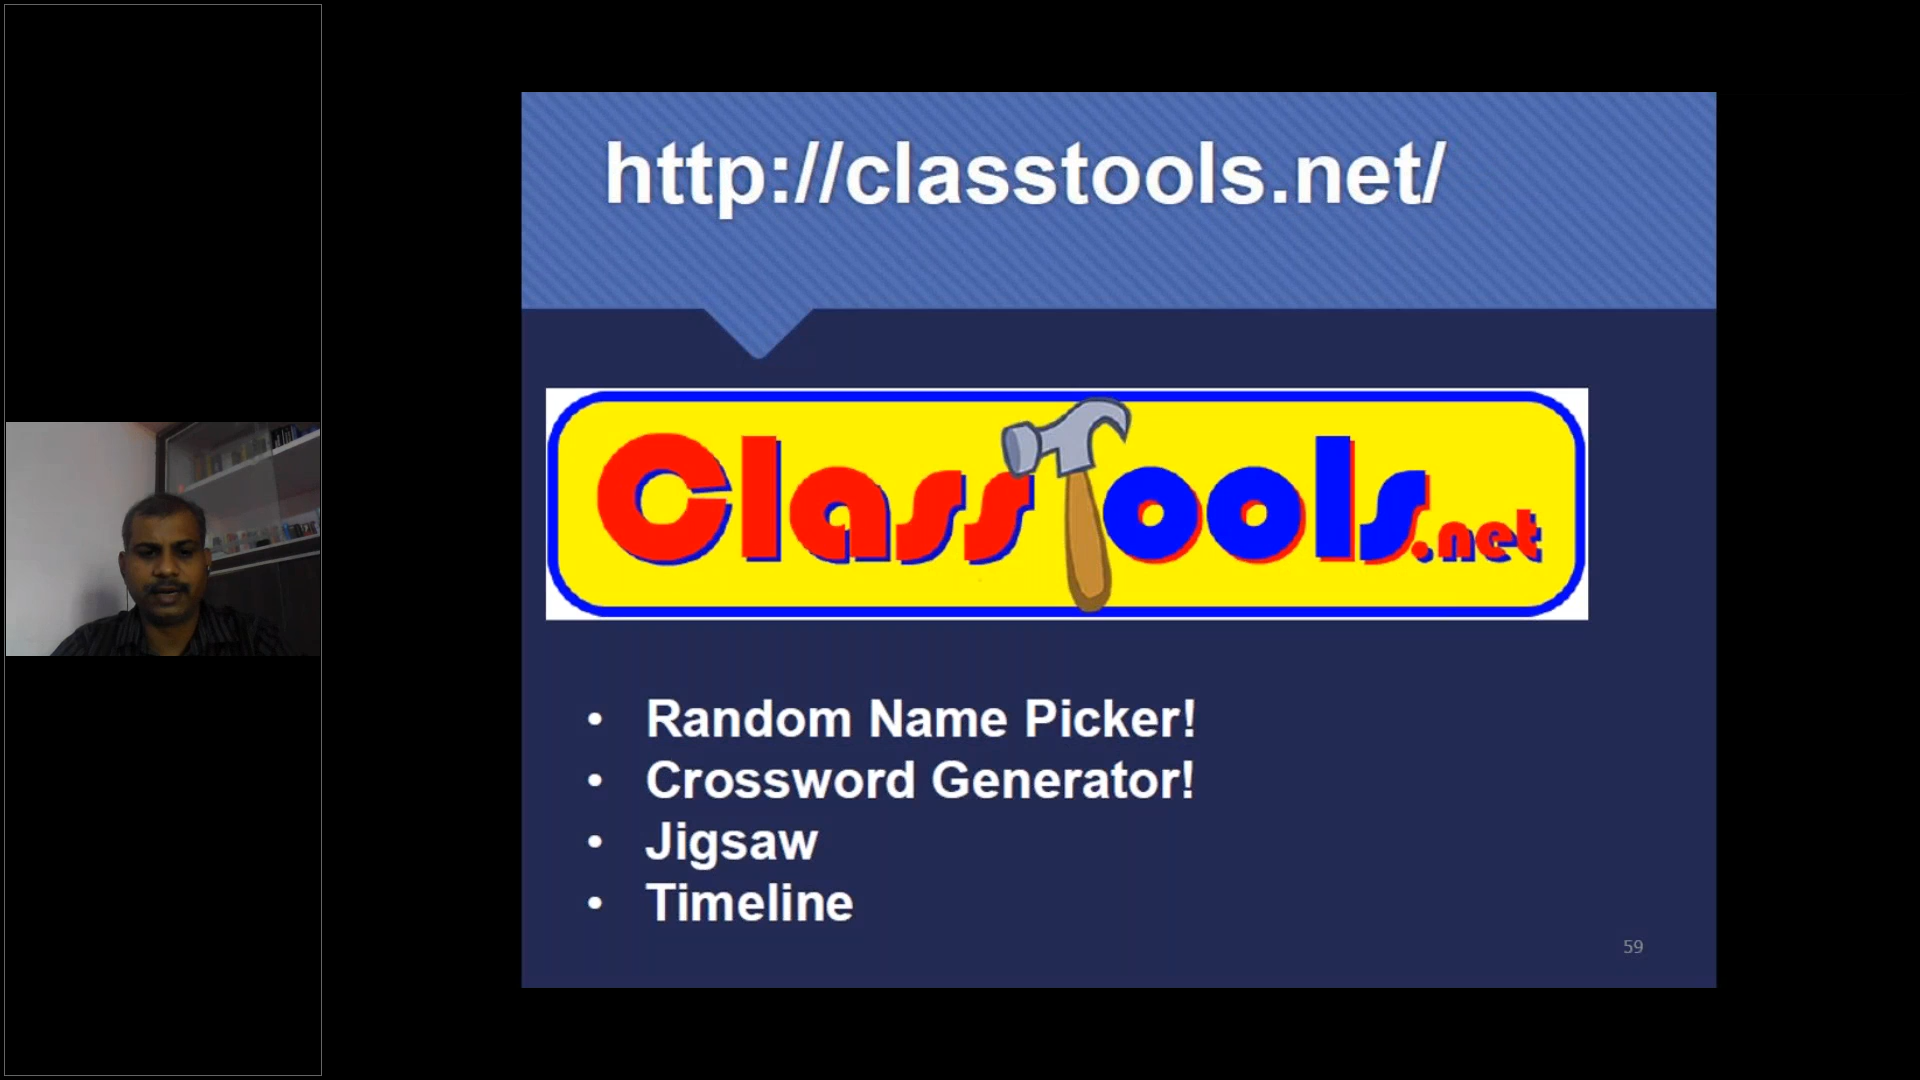 http://classtools.net/
ClassTools.net
• Random Name Picker!
• Crossword Generator!
• Jigsaw
• Timeline
59